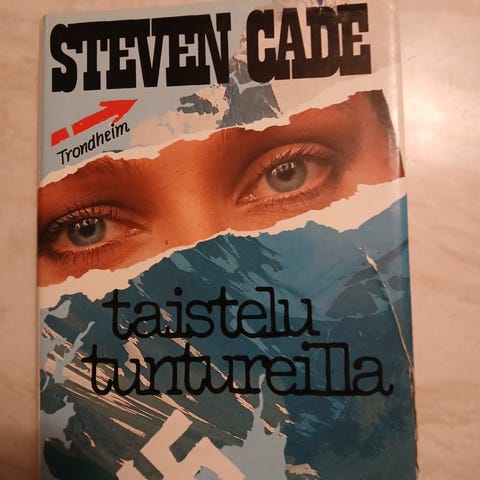 STEVEN CADE
Trondheim
taistelu
tuntureilla